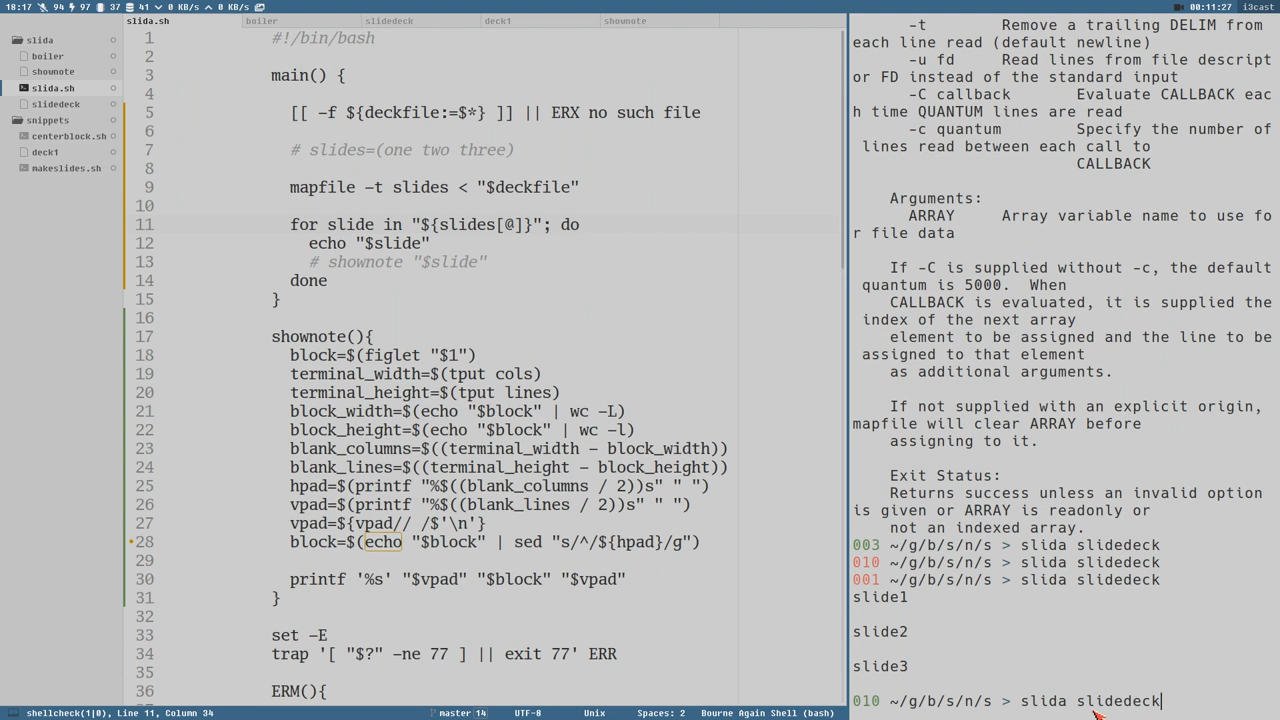 18:17 94 97 37 41 0 KB/s 0 KB/s 00:11:27 i3cast
slida.sh boiler slidedeck deck1 shownote
slida
boiler
shownote
slida.sh
slidedeck
snippets
centerblock.sh
deck1
makeslides.sh
1 #!/bin/bash
2
3 main() {
4
5 [[ -f ${deckfile:=$*} ]] || ERX no such file
6
7 # slides=(one two three)
8
9 mapfile -t slides < "$deckfile"
10
11 for slide in "${slides[@]}"; do
12 echo "$slide"
13 # shownote "$slide"
14 done
15 }
16
17 shownote(){
18 block=$(figlet "$1")
19 terminal_width=$(tput cols)
20 terminal_height=$(tput lines)
21 block_width=$(echo "$block" | wc -L)
22 block_height=$(echo "$block" | wc -l)
23 blank_columns=$((terminal_width - block_width))
24 blank_lines=$((terminal_height - block_height))
25 hpad=$(printf "%$((blank_columns / 2))s" " ")
26 vpad=$(printf "%$((blank_lines / 2))s" " ")
27 vpad=${vpad// /$'\n'}
28 block=$(echo "$block" | sed "s/^/${hpad}/g")
29
30 printf '%s' "$vpad" "$block" "$vpad"
31 }
32
33 set -E
34 trap '[ "$?" -ne 77 ] || exit 77' ERR
35
36 ERM(){
-t Remove a trailing DELIM from
each line read (default newline)
-u fd Read lines from file descript
or FD instead of the standard input
-C callback Evaluate CALLBACK eac
h time QUANTUM lines are read
-c quantum Specify the number of
lines read between each call to
CALLBACK
Arguments:
ARRAY Array variable name to use fo
r file data
If -C is supplied without -c, the default
quantum is 5000. When
CALLBACK is evaluated, it is supplied the
index of the next array
element to be assigned and the line to be
assigned to that element
as additional arguments.
If not supplied with an explicit origin,
mapfile will clear ARRAY before
assigning to it.
Exit Status:
Returns success unless an invalid option
is given or ARRAY is readonly or
not an indexed array.
003 ~/g/b/s/n/s > slida slidedeck
010 ~/g/b/s/n/s > slida slidedeck
001 ~/g/b/s/n/s > slida slidedeck
slide1
slide2
slide3
010 ~/g/b/s/n/s > slida slidedeck
shellcheck(1|0), Line 11, Column 34 master 14 UTF-8 Unix Spaces: 2 Bourne Again Shell (bash)